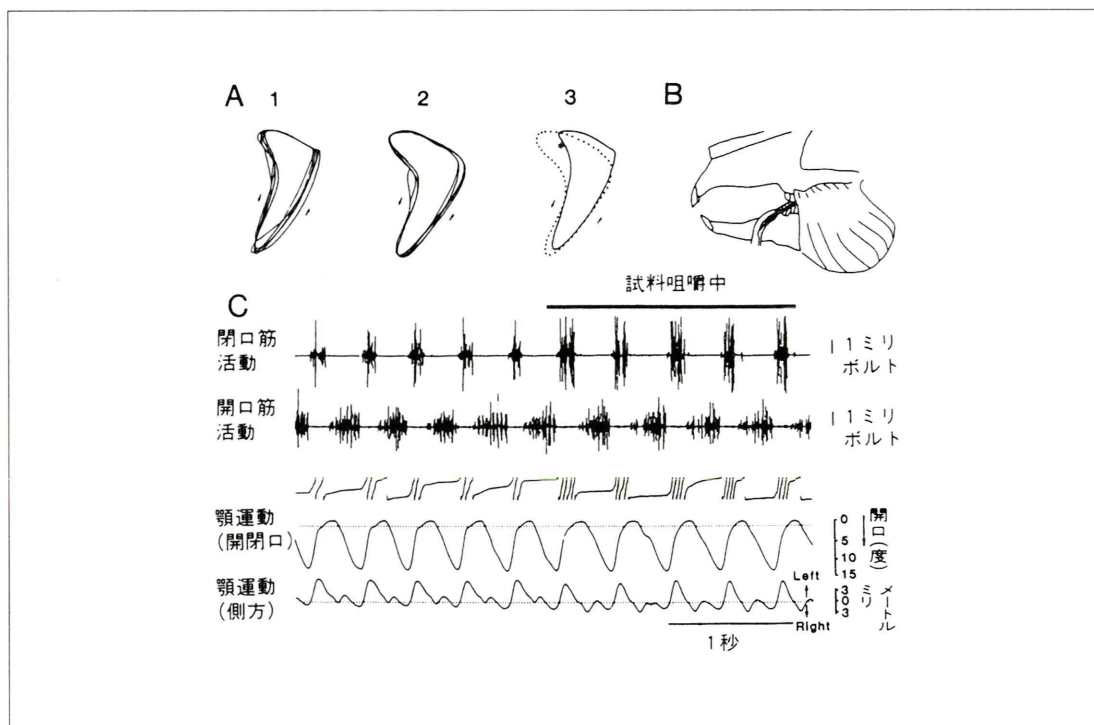 A 1 2 3 B
試料咀嚼中
C
閉口筋
活動
1ミリ
ボルト
開口筋
活動
1ミリ
ボルト
顎運動
(開閉口)
0
5
10
15
開口(度)
顎運動
(側方)
Left
Right
3
0
3
ミリ
メートル
1秒